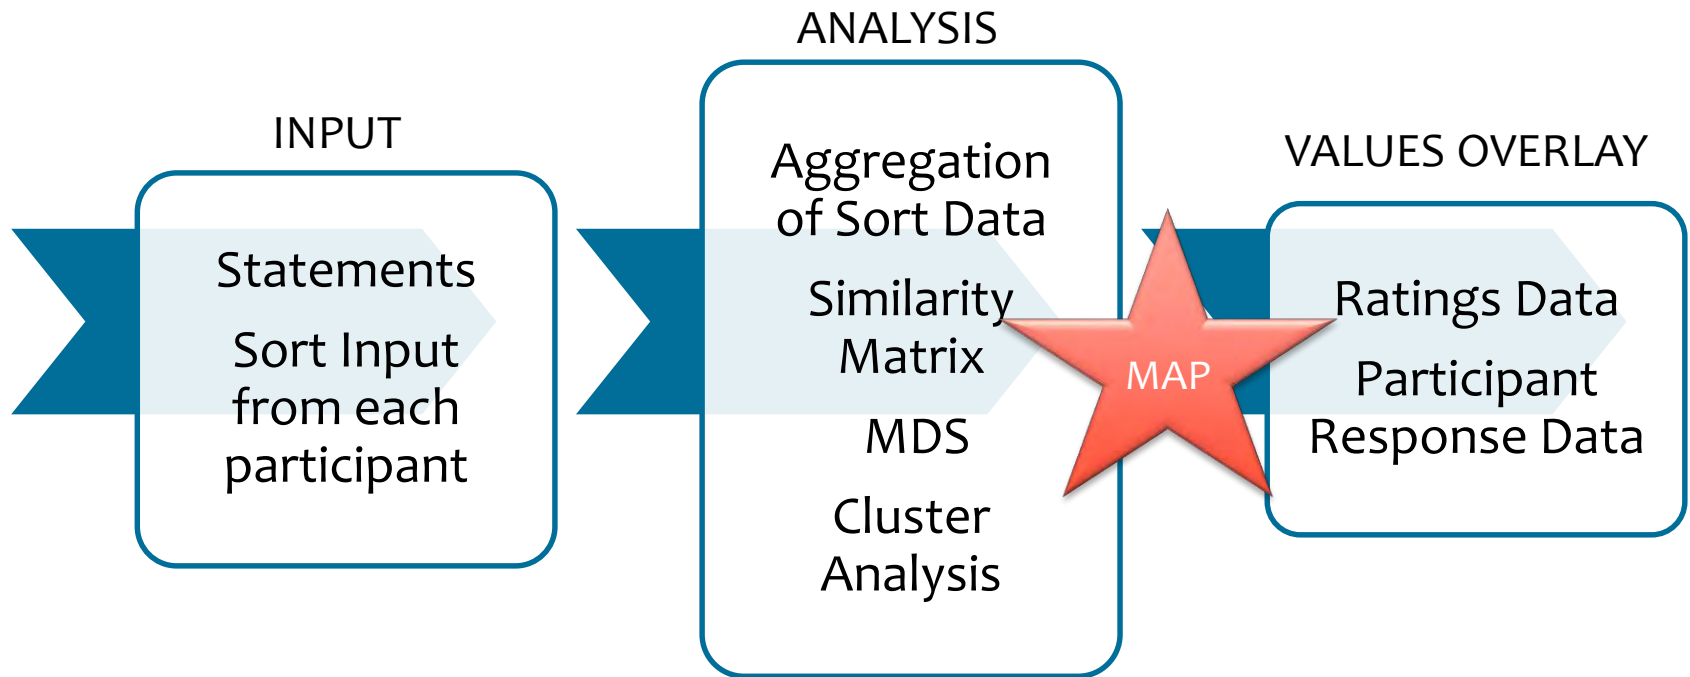 INPUT
Statements
Sort Input
from each
participant
ANALYSIS
Aggregation
of Sort Data
Similarity
Matrix
MDS
Cluster
Analysis
MAP
VALUES OVERLAY
Ratings Data
Participant
Response Data